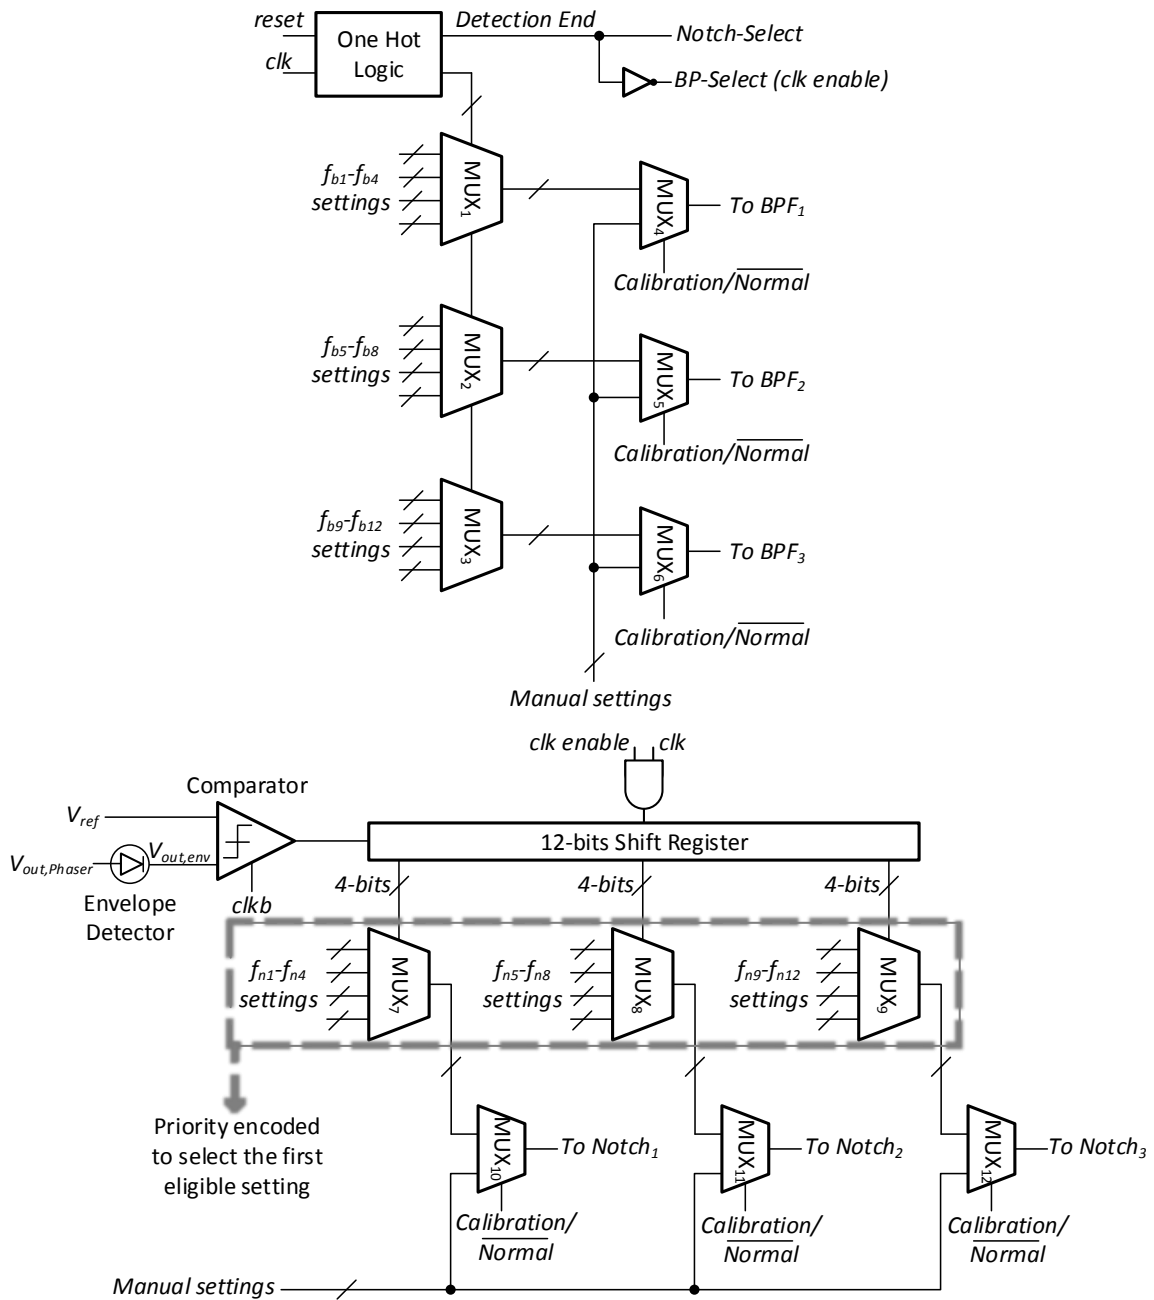 reset
clk
One Hot
Logic
Detection End
Notch-Select
BP-Select (clk enable)
fb1-fb4
settings
MUX1
MUX4
To BPF1
Calibration/Normal
fb5-fb8
settings
MUX2
MUX5
To BPF2
Calibration/Normal
fb9-fb12
settings
MUX3
MUX6
To BPF3
Calibration/Normal
Manual settings
clk enable
clk
Comparator
Vref
Vout,Phaser
Vout,env
Envelope
Detector
clkb
12-bits Shift Register
4-bits
4-bits
4-bits
fn1-fn4
settings
MUX7
fn5-fn8
settings
MUX8
fn9-fn12
settings
MUX9
Priority encoded
to select the first
eligible setting
MUX10
To Notch1
MUX11
To Notch2
MUX12
To Notch3
Calibration/
Normal
Calibration/
Normal
Calibration/
Normal
Manual settings